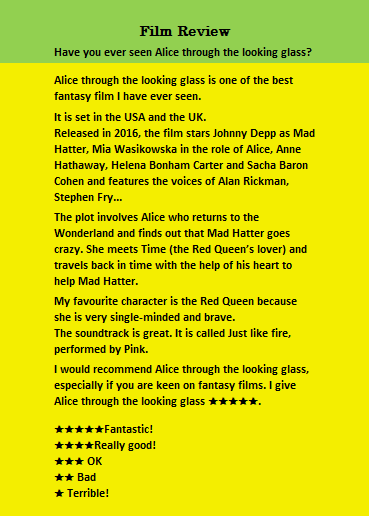 Film Review
Have you ever seen Alice through the looking glass?
Alice through the looking glass is one of the best
fantasy film I have ever seen.
It is set in the USA and the UK.
Released in 2016, the film stars Johnny Depp as Mad
Hatter, Mia Wasikowska in the role of Alice, Anne
Hathaway, Helena Bonham Carter and Sacha Baron
Cohen and features the voices of Alan Rickman,
Stephen Fry...
The plot involves Alice who returns to the
Wonderland and finds out that Mad Hatter goes
crazy. She meets Time (the Red Queen's lover) and
travels back in time with the help of his heart to
help Mad Hatter.
My favourite character is the Red Queen because
she is very single-minded and brave.
The soundtrack is great. It is called Just like fire,
performed by Pink.
I would recommend Alice through the looking glass,
especially if you are keen on fantasy films. I give
Alice through the looking glass ★★★★★.
★★★★★Fantastic!
★★★★Really good!
★★★ OK
★★ Bad
★ Terrible!